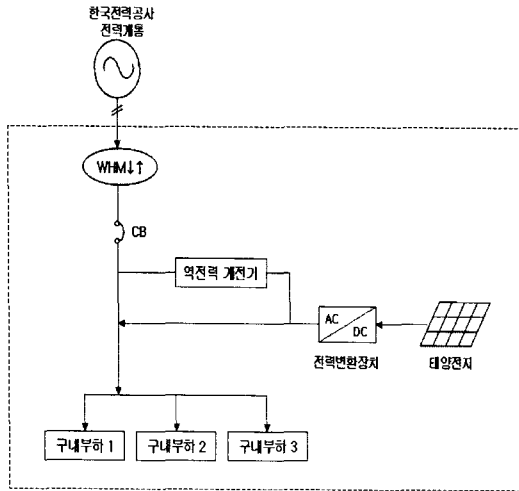 한국전력공사
전력계통
WHM↓↑
CB
역전력 계전기
AC
DC
전력변환장치
태양전지
구내부하 1
구내부하 2
구내부하 3